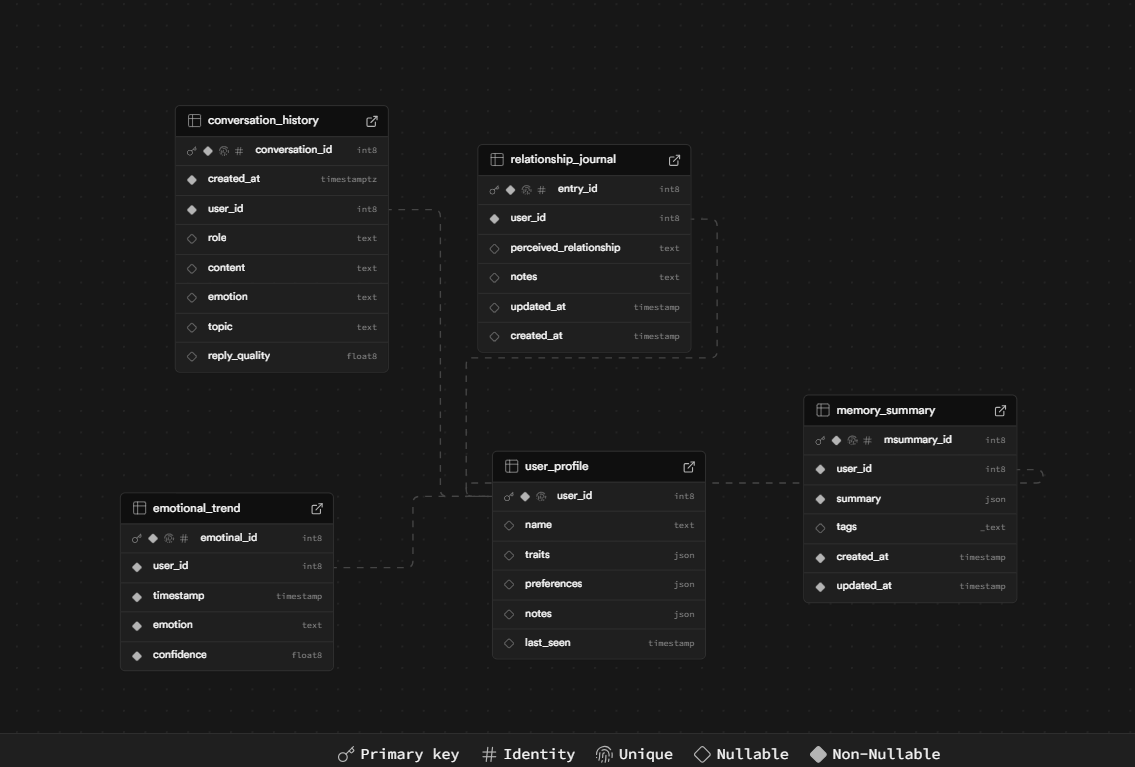 conversation_history
conversation_id int8
created_at timestamptz
user_id int8
role text
content text
emotion text
topic text
reply_quality float8
relationship_journal
entry_id int8
user_id int8
perceived_relationship text
notes text
updated_at timestamp
created_at timestamp
memory_summary
msummary_id int8
user_id int8
summary json
tags _text
created_at timestamp
updated_at timestamp
user_profile
user_id int8
name text
traits json
preferences json
notes json
last_seen timestamp
emotional_trend
emotinal_id int8
user_id int8
timestamp timestamp
emotion text
confidence float8
Primary key Identity Unique Nullable Non-Nullable